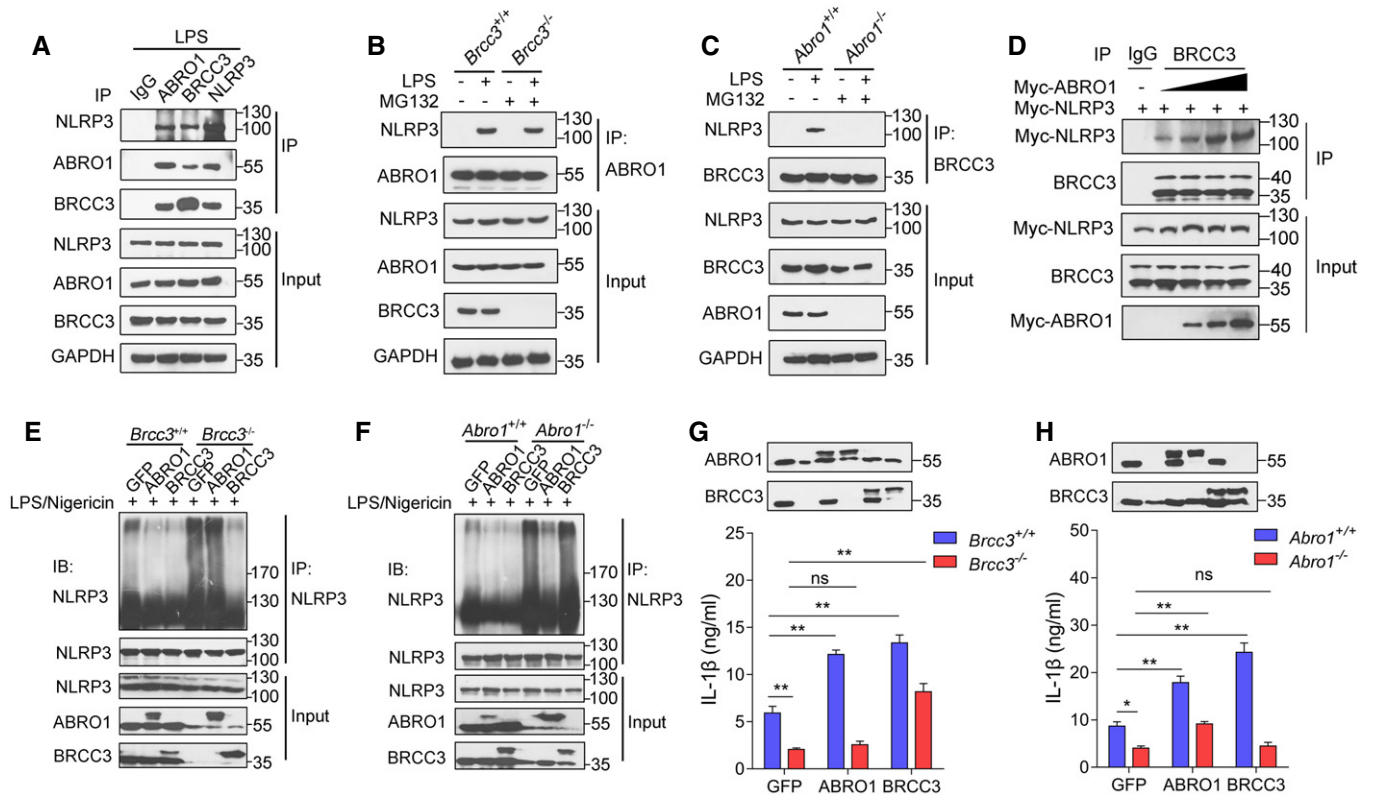 A
LPS
IP IgG ABRO1 BRCC3 NLRP3
NLRP3 130 100
ABRO1 55
BRCC3 35
IP
NLRP3 130 100
ABRO1 55
BRCC3 35
GAPDH 35
Input
B
Brcc3+/+ Brcc3-/-
LPS - + - +
MG132 - - + +
NLRP3 130 100
ABRO1 55
IP: ABRO1
NLRP3 130 100
ABRO1 55
BRCC3 35
GAPDH 35
Input
C
Abro1+/+ Abro1-/-
LPS - + - +
MG132 - - + +
NLRP3 130 100
BRCC3 35
IP: BRCC3
NLRP3 130 100
BRCC3 35
ABRO1 55
GAPDH 35
Input
D
IP IgG BRCC3
Myc-ABRO1 -
Myc-NLRP3 + + + + +
Myc-NLRP3 130 100
BRCC3 40 35
IP
Myc-NLRP3 130 100
BRCC3 40 35
Myc-ABRO1 55
Input
E
Brcc3+/+ Brcc3-/-
GFP ABRO1 BRCC3 GFP ABRO1 BRCC3
LPS/Nigericin + + + + + +
IB: NLRP3 170 130
NLRP3 130 100
IP: NLRP3
NLRP3 130 100
ABRO1 55
BRCC3 35
Input
F
Abro1+/+ Abro1-/-
GFP ABRO1 BRCC3 GFP ABRO1 BRCC3
LPS/Nigericin + + + + + +
IB: NLRP3 170 130
NLRP3 130 100
IP: NLRP3
NLRP3 130 100
ABRO1 55
BRCC3 35
Input
G
ABRO1 55
BRCC3 35
Brcc3+/+
Brcc3-/-
IL-1β (ng/ml)
25
20
15
10
5
0
**
ns
**
**
**
GFP ABRO1 BRCC3
H
ABRO1 55
BRCC3 35
Abro1+/+
Abro1-/-
IL-1β (ng/ml)
50
40
30
20
10
0
ns
**
**
**
*
GFP ABRO1 BRCC3